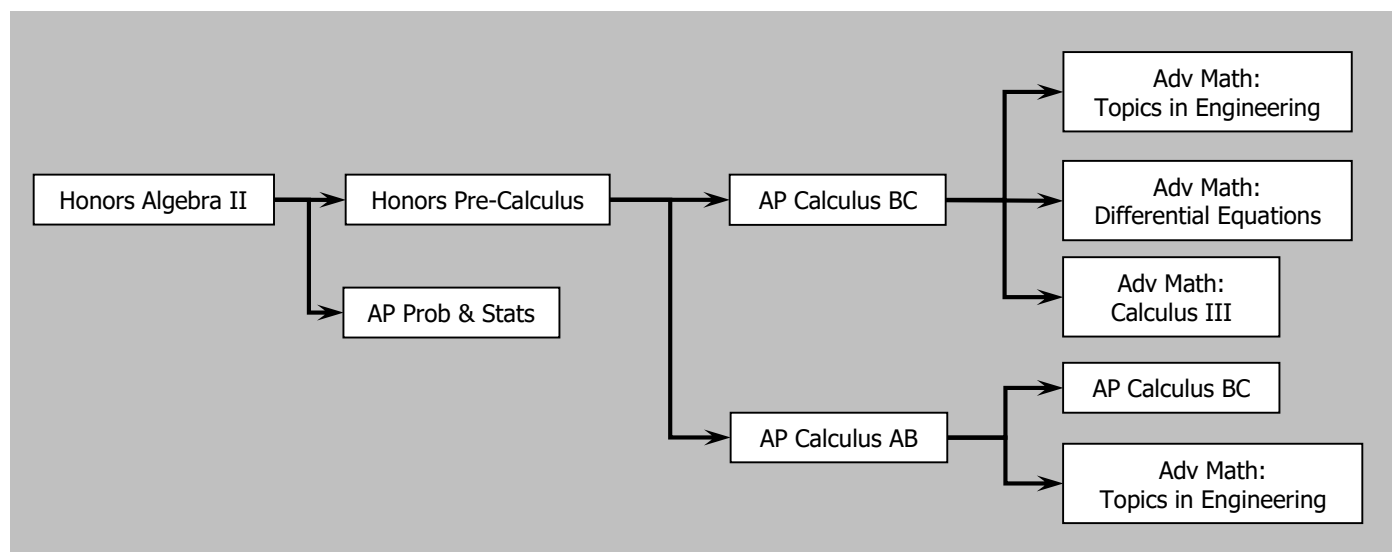 Honors Algebra II
Honors Pre-Calculus
AP Prob & Stats
AP Calculus BC
Adv Math:
Topics in Engineering
Adv Math:
Differential Equations
Adv Math:
Calculus III
AP Calculus AB
AP Calculus BC
Adv Math:
Topics in Engineering